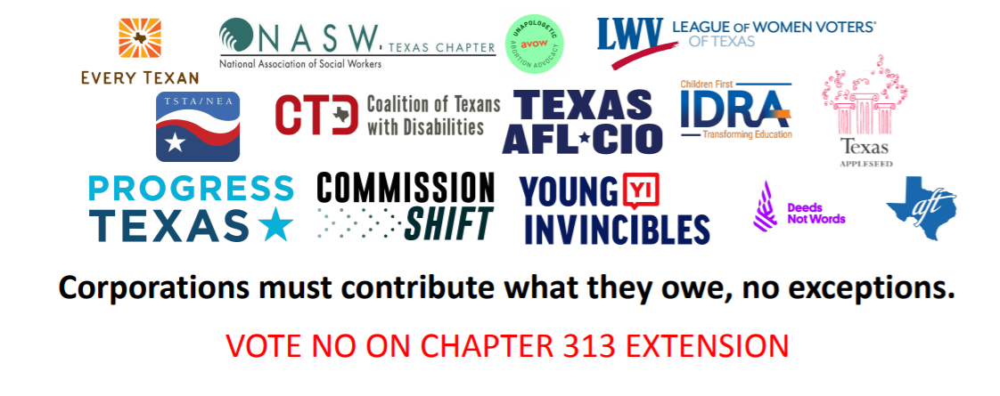 EVERY TEXAN
NASW. TEXAS CHAPTER
National Association of Social Workers
UNAPOLOGETIC
avow
ABORTION ADVOCACY
LWV LEAGUE OF WOMEN VOTERS®
OF TEXAS
TSTA/NEA
CTD Coalition of Texans
with Disabilities
TEXAS
AFL★CIO
Children First
IDRA
Transforming Education
Texas
APPLESEED
PROGRESS
TEXAS
COMMISSION
SHIFT
YOUNG YI
INVINCIBLES
Deeds
Not Words
aft
Corporations must contribute what they owe, no exceptions.
VOTE NO ON CHAPTER 313 EXTENSION